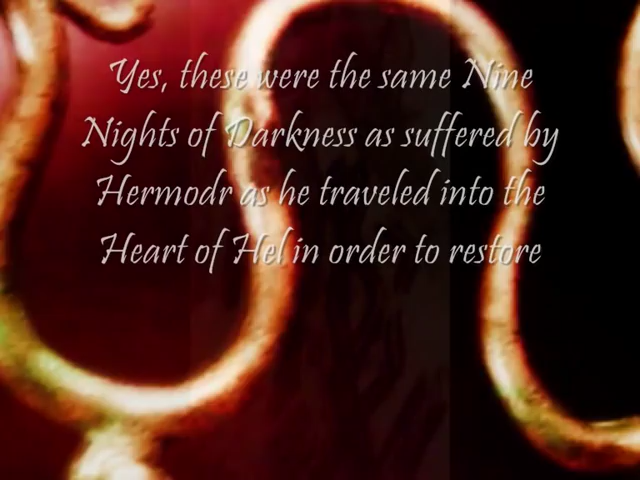 Yes, these were the same Nine
Nights of Darkness as suffered by
Hermodr as he traveled into the
Heart of Hel in order to restore